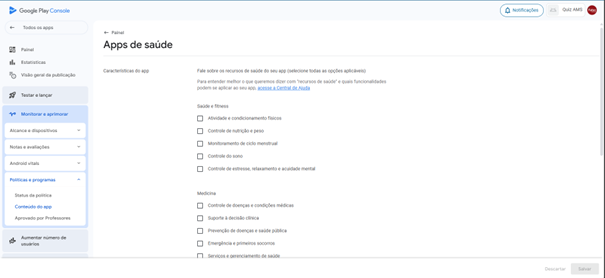 Google Play Console
Notificações
Quiz AMS
Todos os apps
Painel
Estatísticas
Visão geral da publicação
Testar e lançar
Monitorar e aprimorar
Alcance e dispositivos
Notas e avaliações
Android vitals
Políticas e programas
Status da política
Conteúdo do app
Aprovado por Professores
Aumentar número de
usuários
Painel
Apps de saúde
Características do app
Fale sobre os recursos de saúde do seu app (selecione todas as opções aplicáveis)
Para entender melhor o que queremos dizer com "recursos de saúde" e quais funcionalidades
podem se aplicar ao seu app, acesse a Central de Ajuda
Saúde e fitness
Atividade e condicionamento físicos
Controle de nutrição e peso
Monitoramento de ciclo menstrual
Controle do sono
Controle de estresse, relaxamento e acuidade mental
Medicina
Controle de doenças e condições médicas
Suporte à decisão clínica
Prevenção de doenças e saúde pública
Emergência e primeiros socorros
Serviços e gerenciamento de saúde
Descartar
Salvar